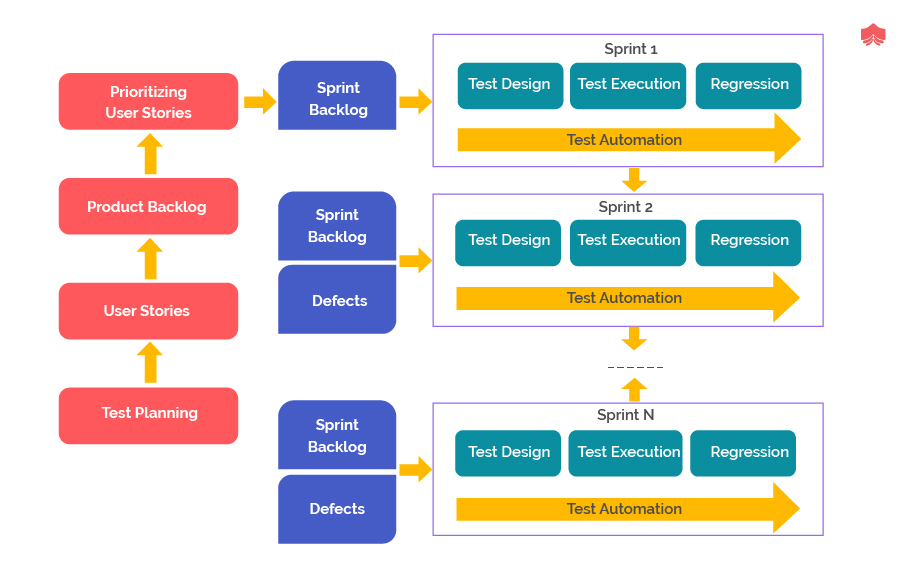 Prioritizing
User Stories
Product Backlog
User Stories
Test Planning
Sprint
Backlog
Sprint 1
Test Design
Test Execution
Regression
Test Automation
Sprint
Backlog
Defects
Sprint 2
Test Design
Test Execution
Regression
Test Automation
------
Sprint
Backlog
Defects
Sprint N
Test Design
Test Execution
Regression
Test Automation